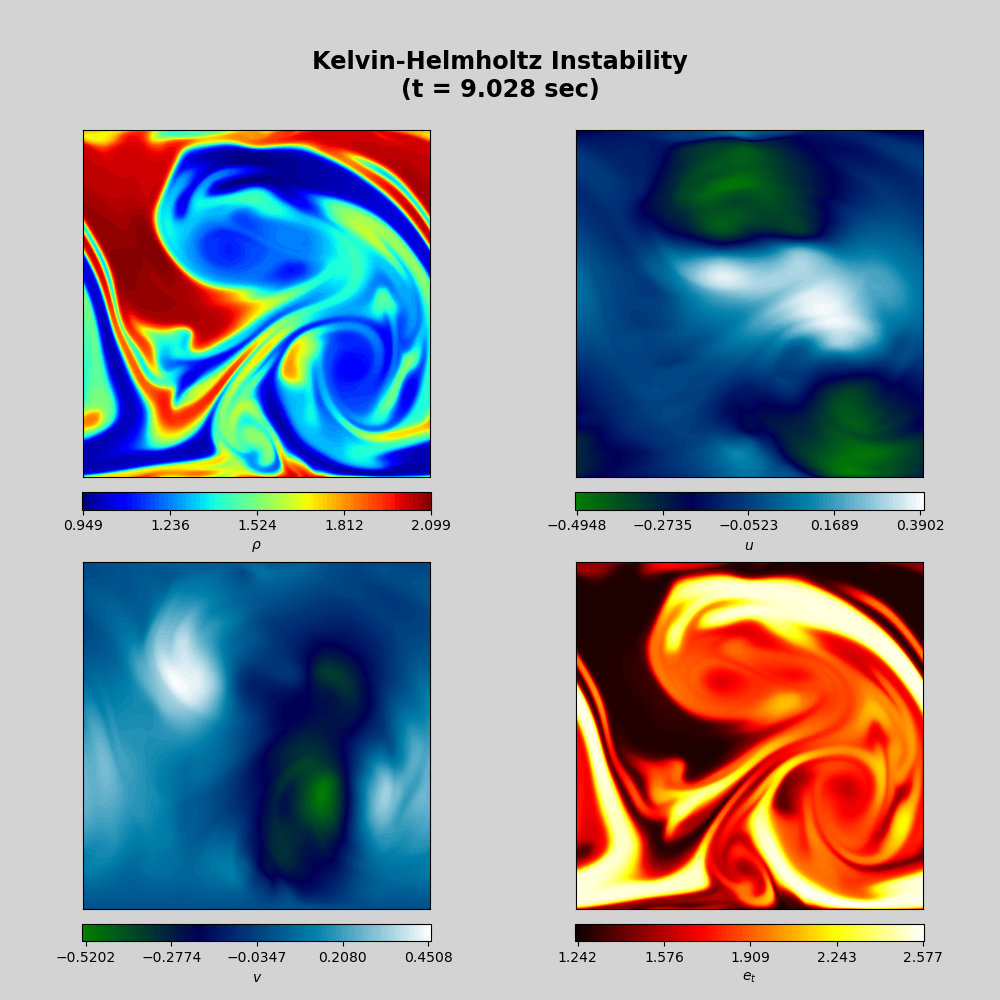 Kelvin-Helmholtz Instability
(t = 9.028 sec)
0.949 1.236 1.524 1.812 2.099
ρ
−0.4948 −0.2735 −0.0523 0.1689 0.3902
u
−0.5202 −0.2774 −0.0347 0.2080 0.4508
v
1.242 1.576 1.909 2.243 2.577
e_t